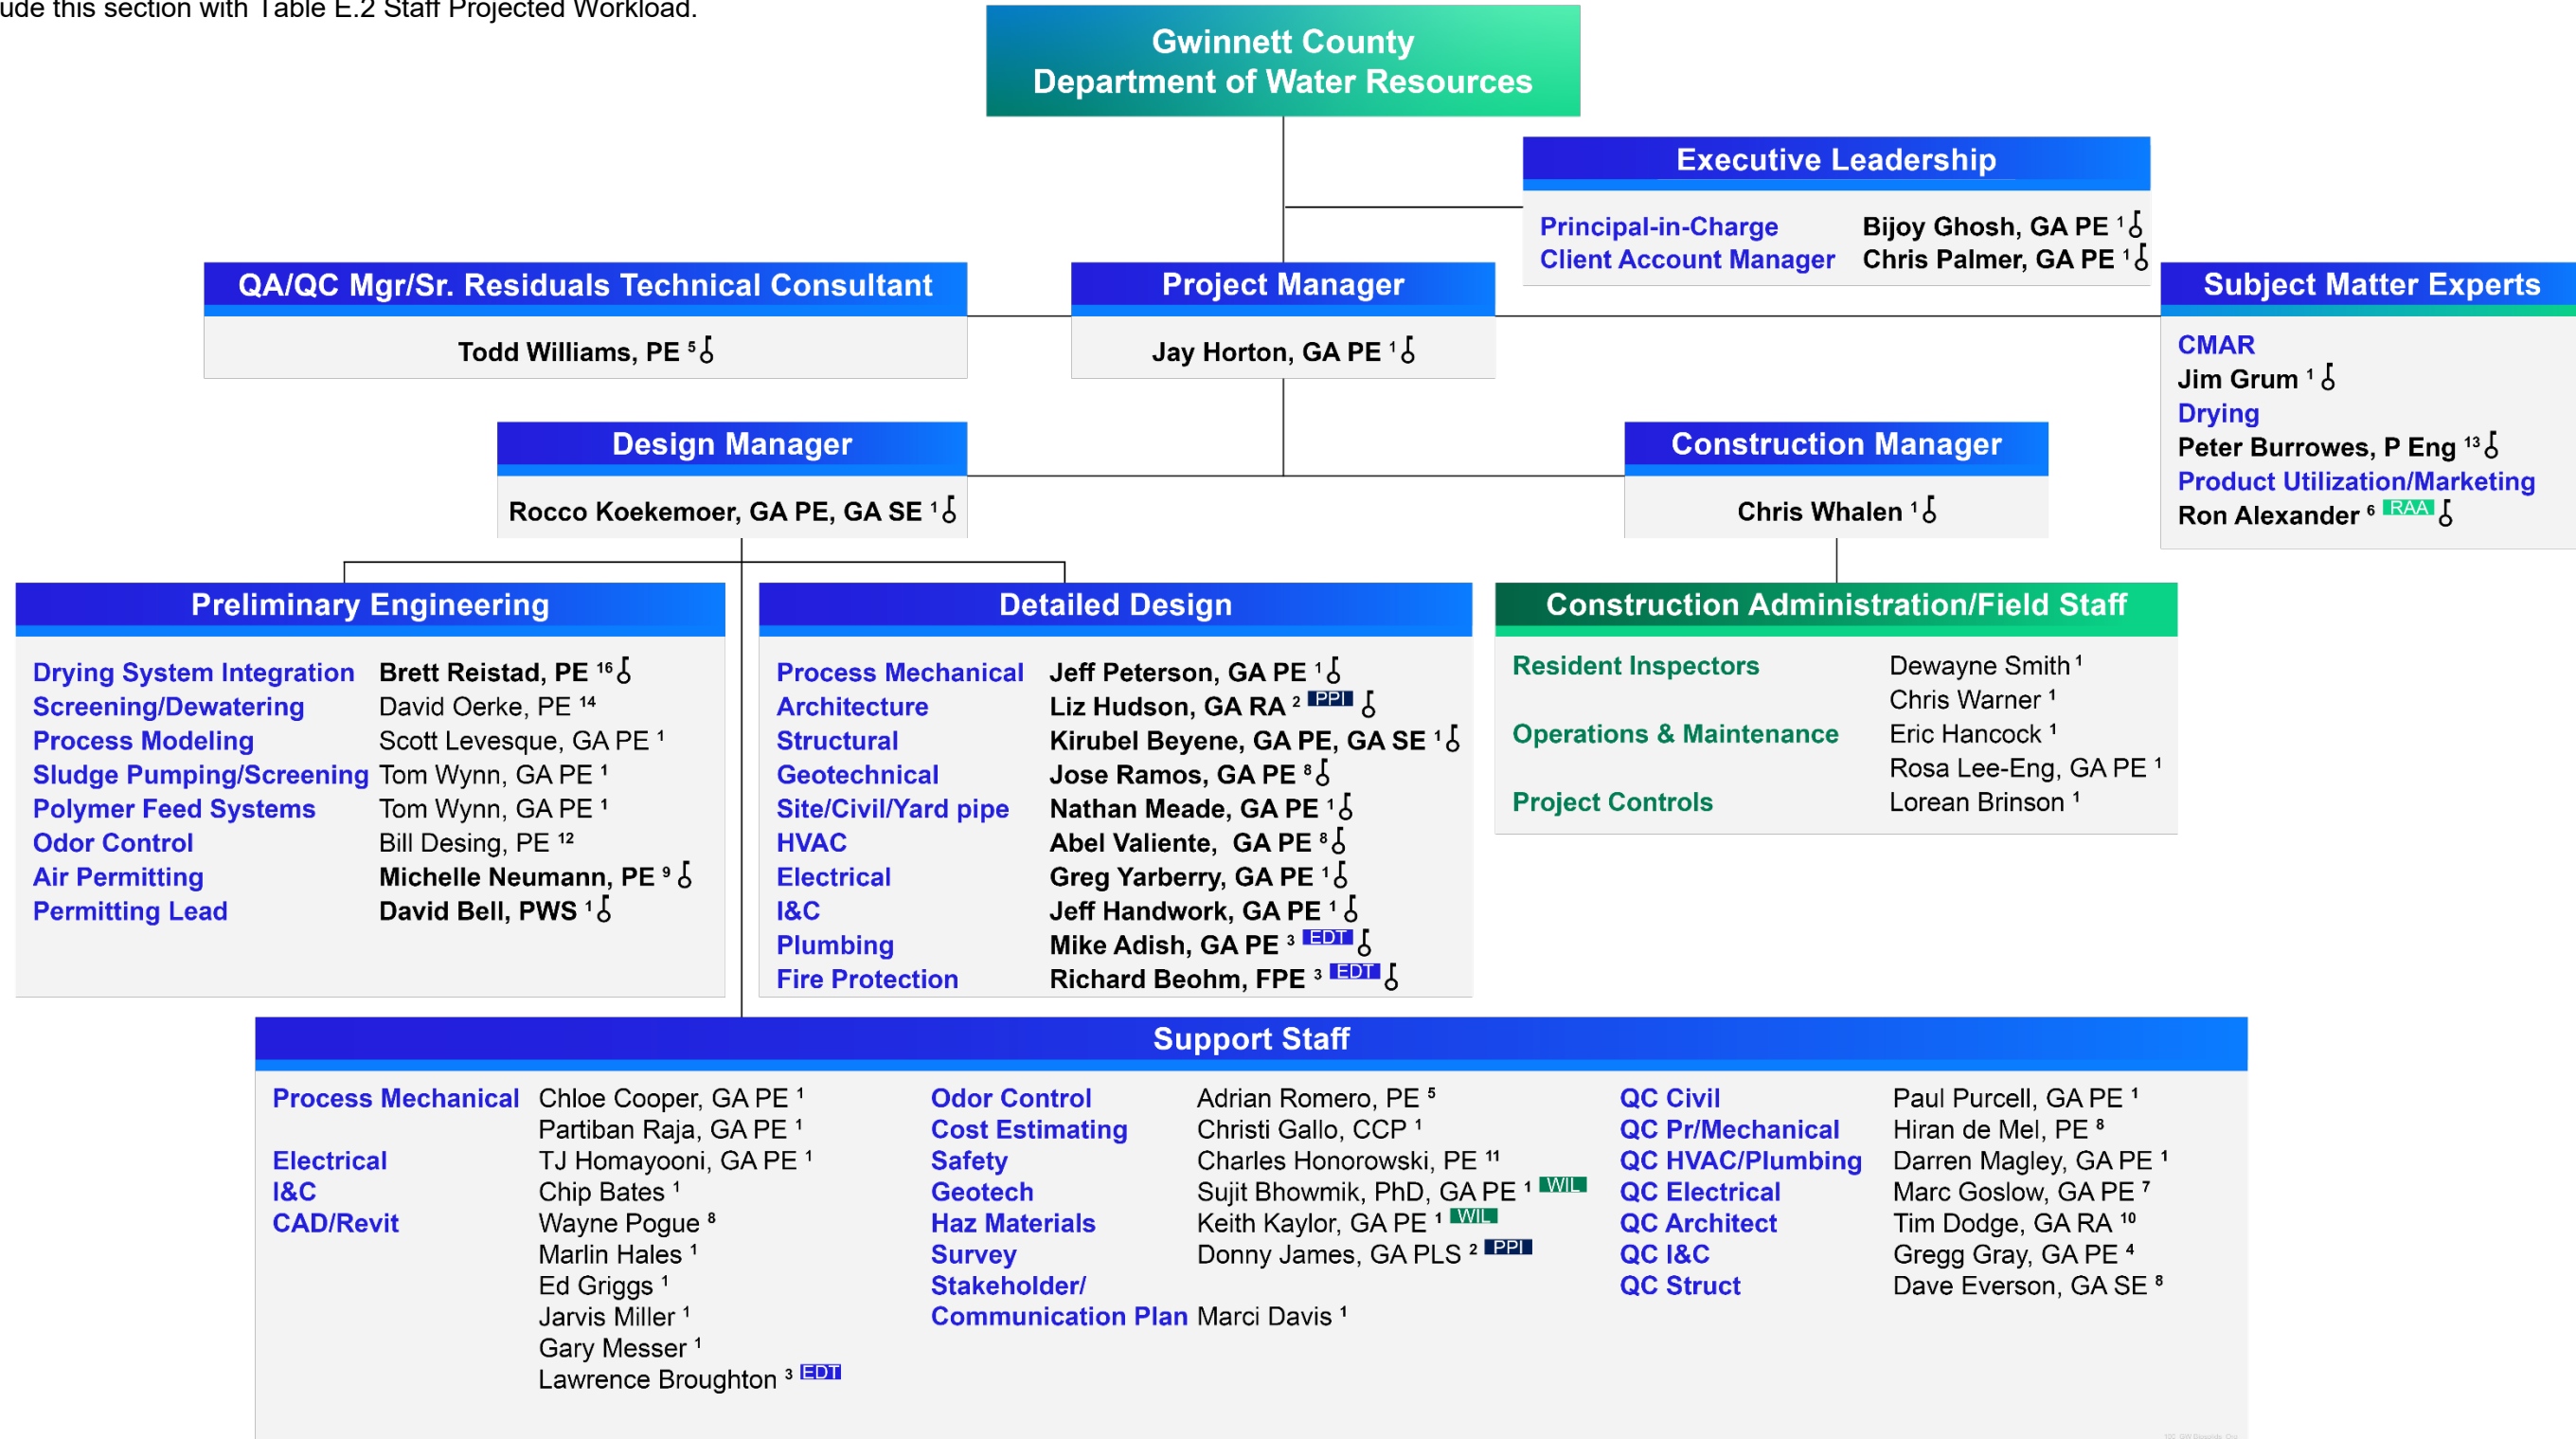 ude this section with Table E.2 Staff Projected Workload.
Gwinnett County
Department of Water Resources
Executive Leadership
Principal-in-Charge Bijoy Ghosh, GA PE ¹
Client Account Manager Chris Palmer, GA PE ¹
QA/QC Mgr/Sr. Residuals Technical Consultant
Todd Williams, PE ⁵
Project Manager
Jay Horton, GA PE ¹
Subject Matter Experts
CMAR
Jim Grum ¹
Drying
Peter Burrowes, P Eng ¹³
Product Utilization/Marketing
Ron Alexander ⁶ RAA
Design Manager
Rocco Koekemoer, GA PE, GA SE ¹
Construction Manager
Chris Whalen ¹
Preliminary Engineering
Drying System Integration Brett Reistad, PE ¹⁶
Screening/Dewatering David Oerke, PE ¹⁴
Process Modeling Scott Levesque, GA PE ¹
Sludge Pumping/Screening Tom Wynn, GA PE ¹
Polymer Feed Systems Tom Wynn, GA PE ¹
Odor Control Bill Desing, PE ¹²
Air Permitting Michelle Neumann, PE ⁹
Permitting Lead David Bell, PWS ¹
Detailed Design
Process Mechanical Jeff Peterson, GA PE ¹
Architecture Liz Hudson, GA RA ² PPI
Structural Kirubel Beyene, GA PE, GA SE ¹
Geotechnical Jose Ramos, GA PE ⁸
Site/Civil/Yard pipe Nathan Meade, GA PE ¹
HVAC Abel Valiente, GA PE ⁸
Electrical Greg Yarberry, GA PE ¹
I&C Jeff Handwork, GA PE ¹
Plumbing Mike Adish, GA PE ³ EDT
Fire Protection Richard Beohm, FPE ³ EDT
Construction Administration/Field Staff
Resident Inspectors Dewayne Smith ¹
Chris Warner ¹
Operations & Maintenance Eric Hancock ¹
Rosa Lee-Eng, GA PE ¹
Project Controls Lorean Brinson ¹
Support Staff
Process Mechanical Chloe Cooper, GA PE ¹
Partiban Raja, GA PE ¹
Electrical TJ Homayooni, GA PE ¹
I&C Chip Bates ¹
CAD/Revit Wayne Pogue ⁸
Marlin Hales ¹
Ed Griggs ¹
Jarvis Miller ¹
Gary Messer ¹
Lawrence Broughton ³ EDT
Odor Control Adrian Romero, PE ⁵
Cost Estimating Christi Gallo, CCP ¹
Safety Charles Honorowski, PE ¹¹
Geotech Sujit Bhowmik, PhD, GA PE ¹ WIL
Haz Materials Keith Kaylor, GA PE ¹ WIL
Survey Donny James, GA PLS ² PPI
Stakeholder/
Communication Plan Marci Davis ¹
QC Civil Paul Purcell, GA PE ¹
QC Pr/Mechanical Hiran de Mel, PE ⁸
QC HVAC/Plumbing Darren Magley, GA PE ¹
QC Electrical Marc Goslow, GA PE ⁷
QC Architect Tim Dodge, GA RA ¹⁰
QC I&C Gregg Gray, GA PE ⁴
QC Struct Dave Everson, GA SE ⁸